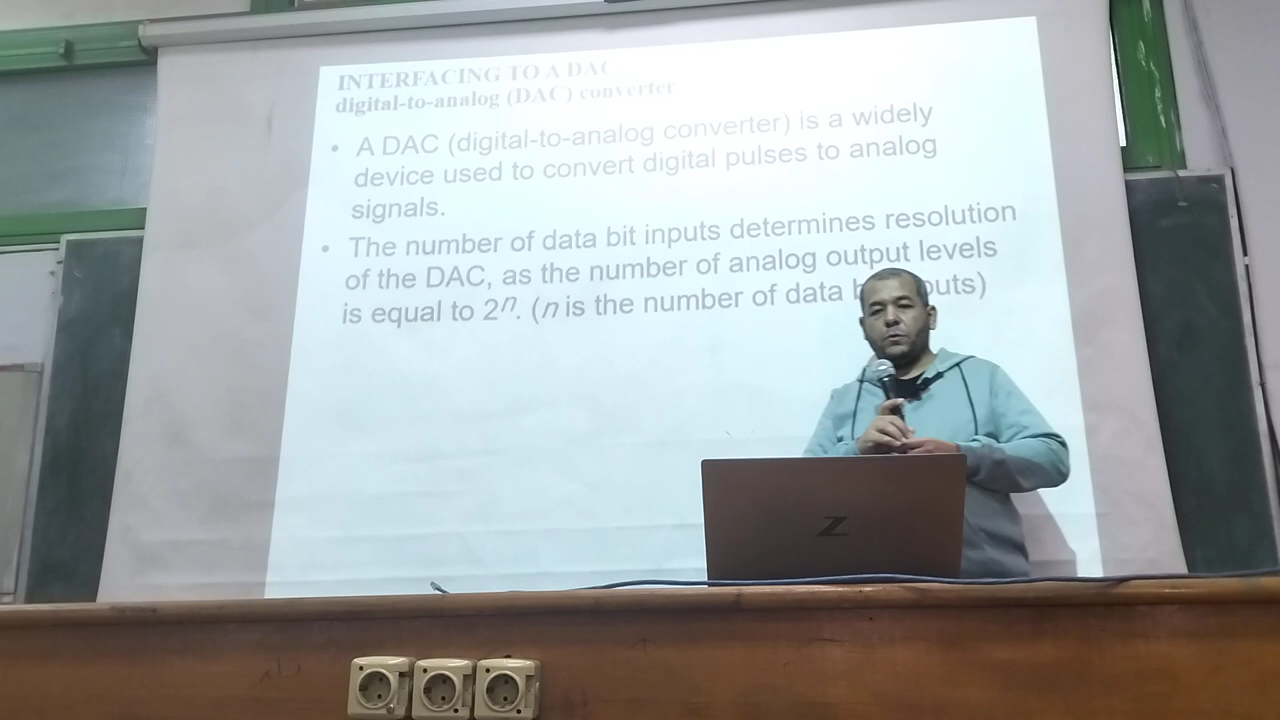 INTERFACING TO A DAC
digital-to-analog (DAC) converter
• A DAC (digital-to-analog converter) is a widely
device used to convert digital pulses to analog
signals.
• The number of data bit inputs determines resolution
of the DAC, as the number of analog output levels
is equal to 2ⁿ. (n is the number of data puts)
Z